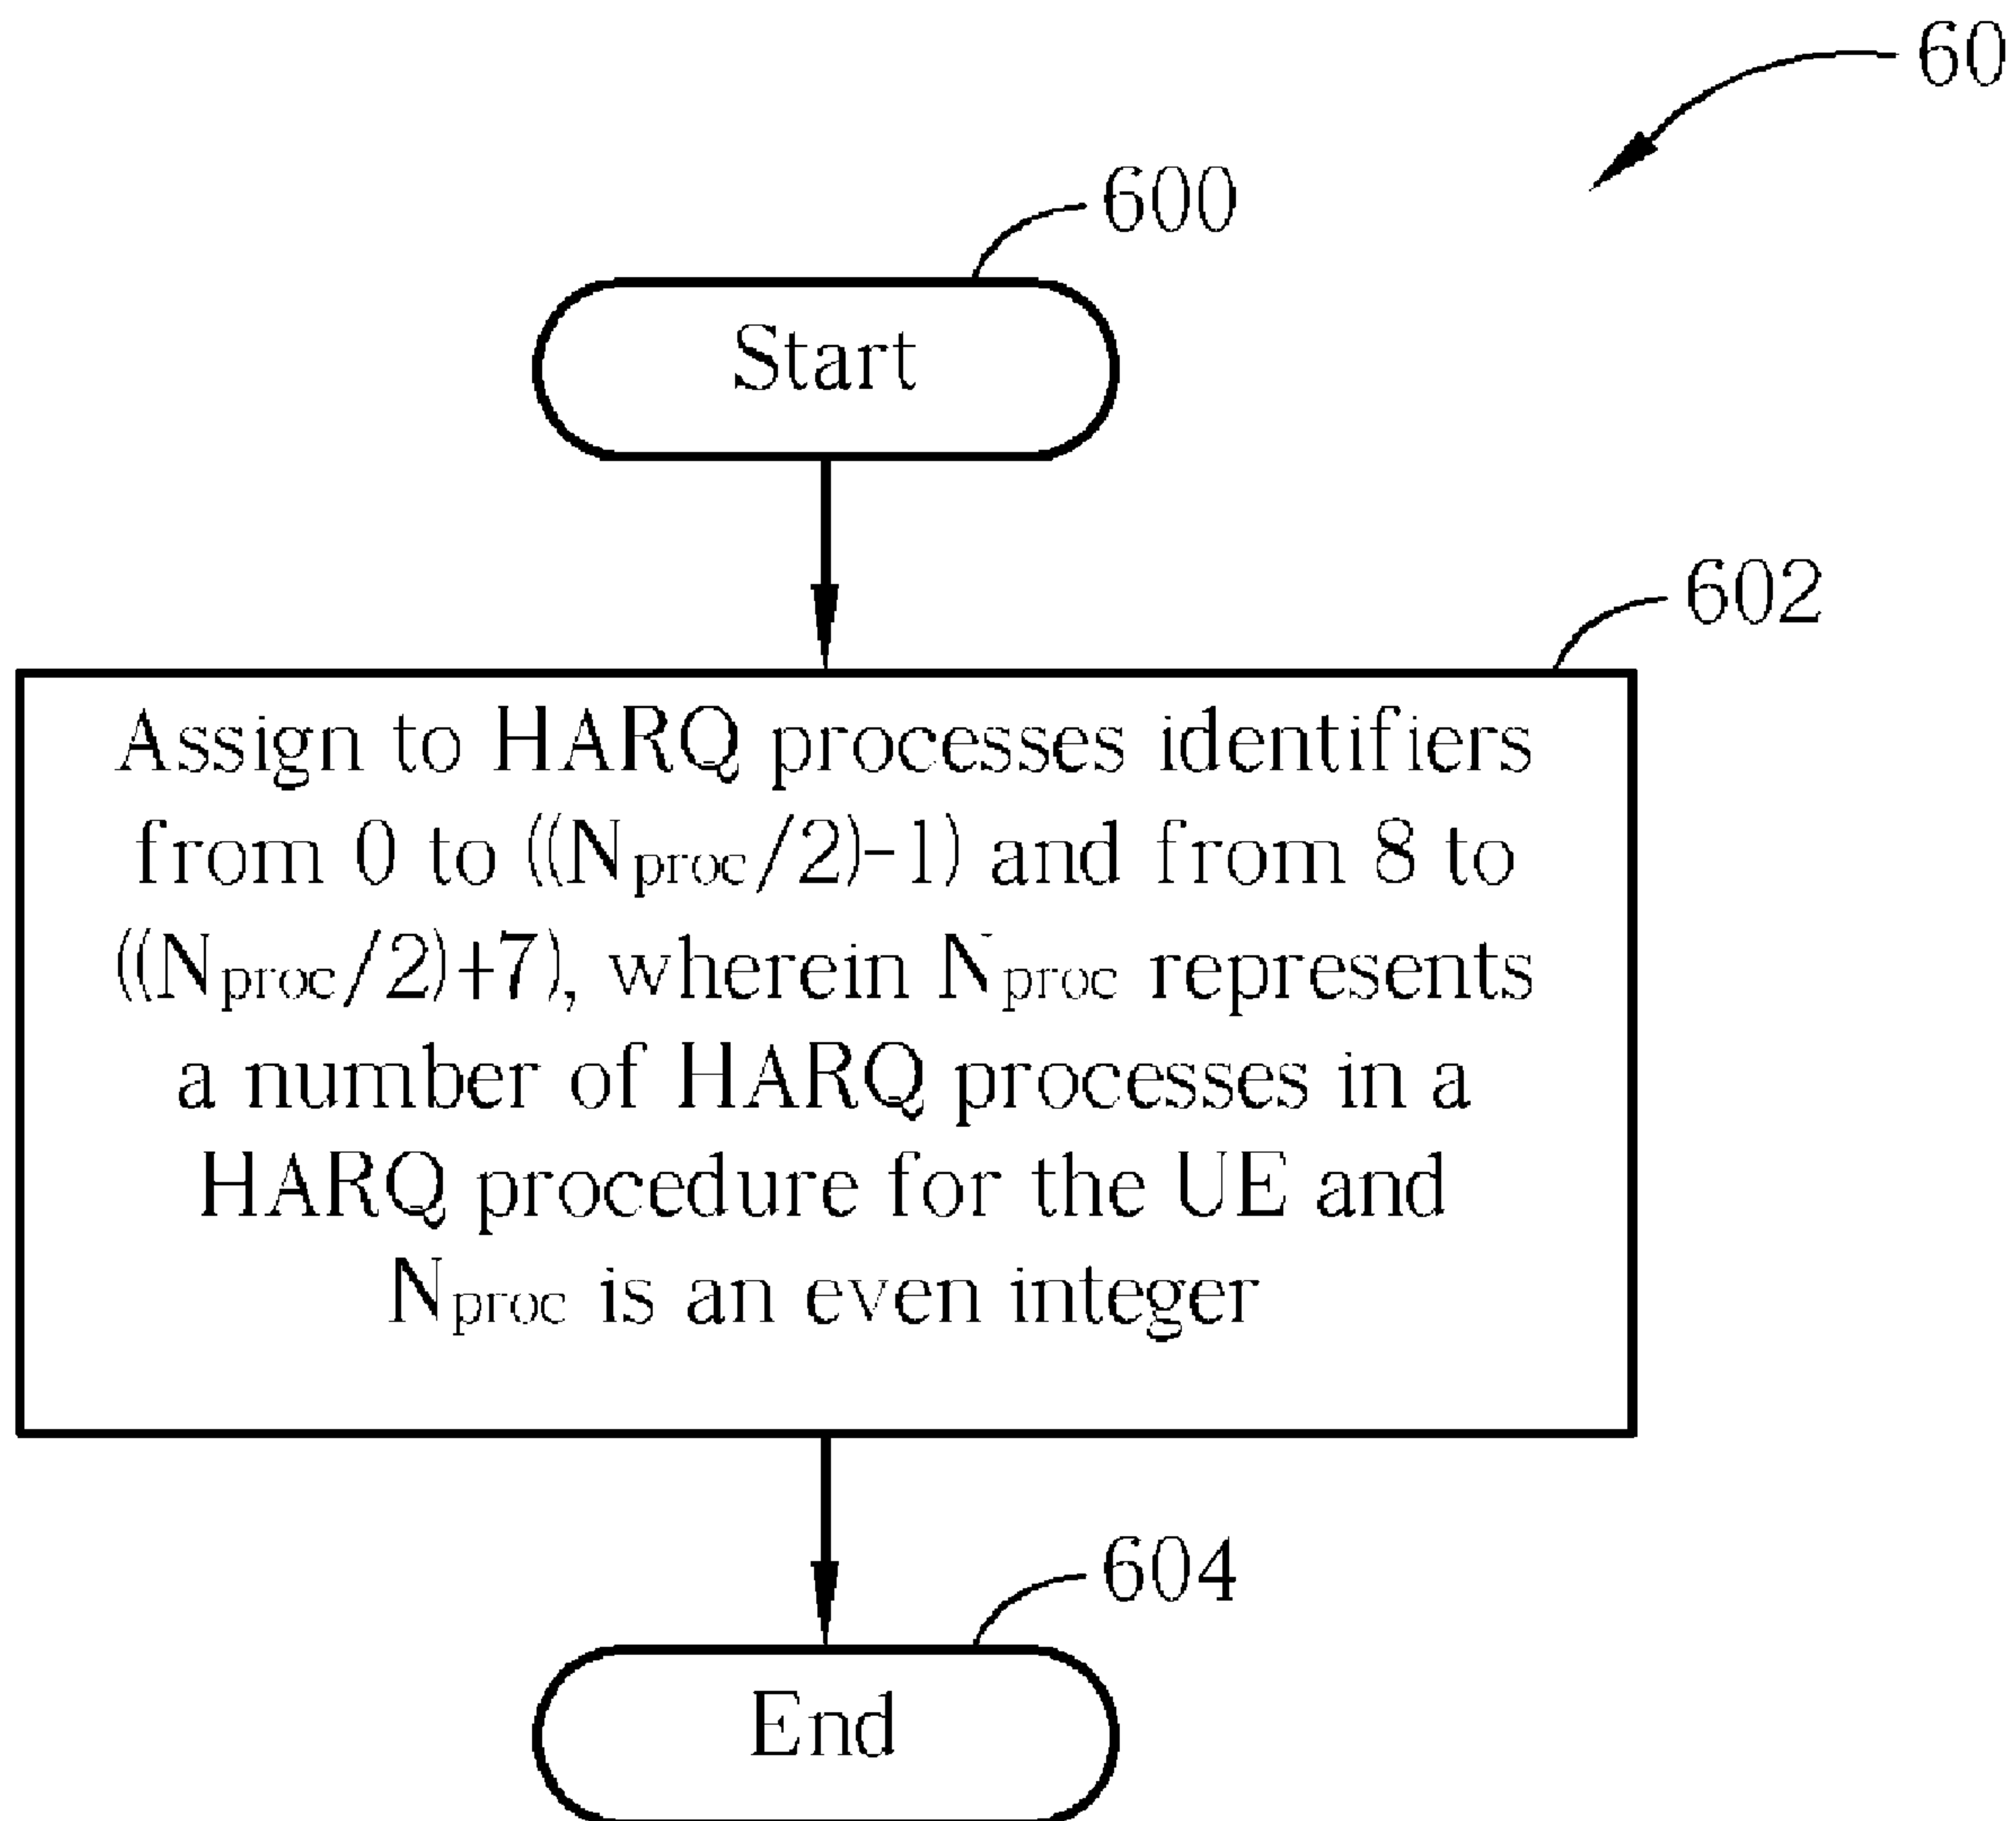 60
600
Start
602
Assign to HARQ processes identifiers
from 0 to ((Nproc/2)-1) and from 8 to
((Nproc/2)+7), wherein Nproc represents
a number of HARQ processes in a
HARQ procedure for the UE and
Nproc is an even integer
604
End